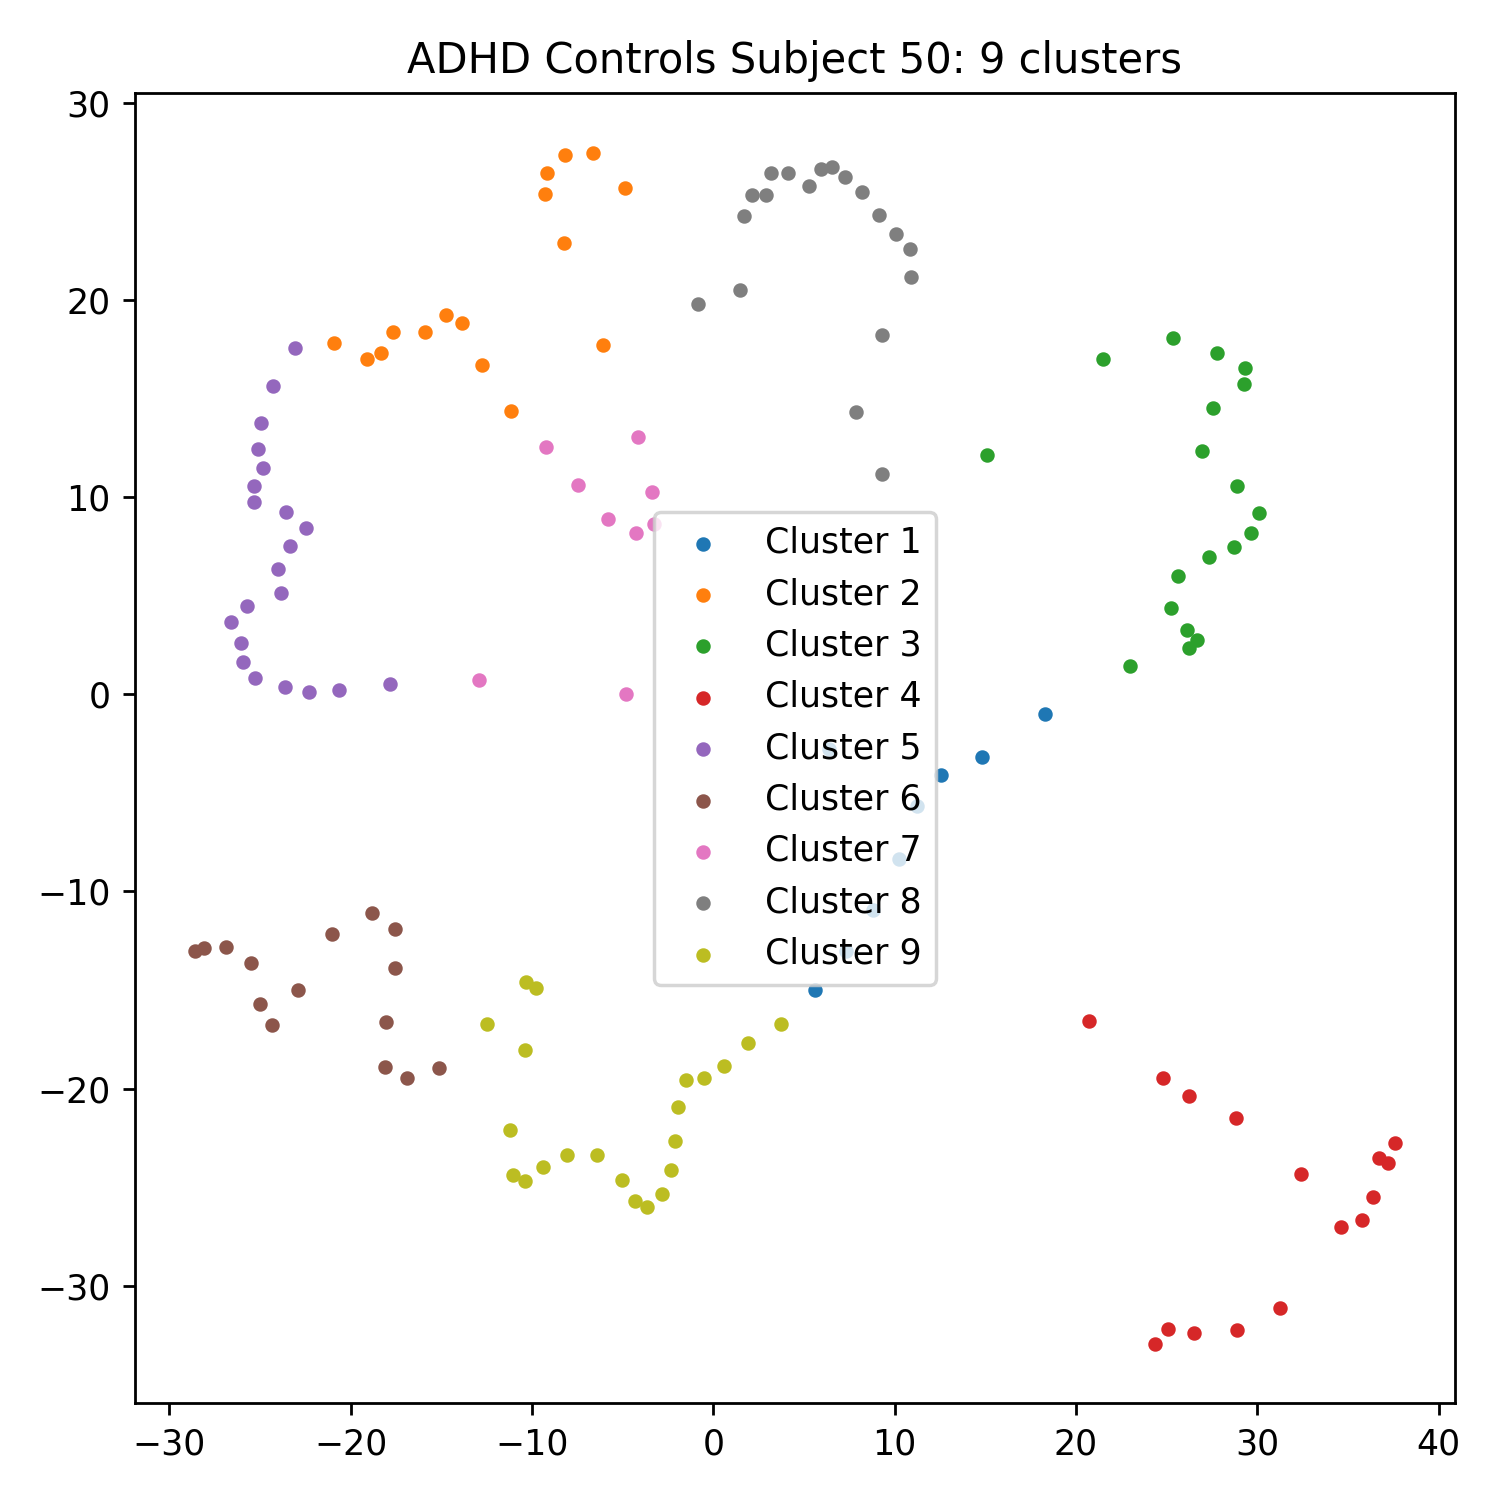 ADHD Controls Subject 50: 9 clusters
30
20
10
0
−10
−20
−30
Cluster 1
Cluster 2
Cluster 3
Cluster 4
Cluster 5
Cluster 6
Cluster 7
Cluster 8
Cluster 9
−30 −20 −10 0 10 20 30 40